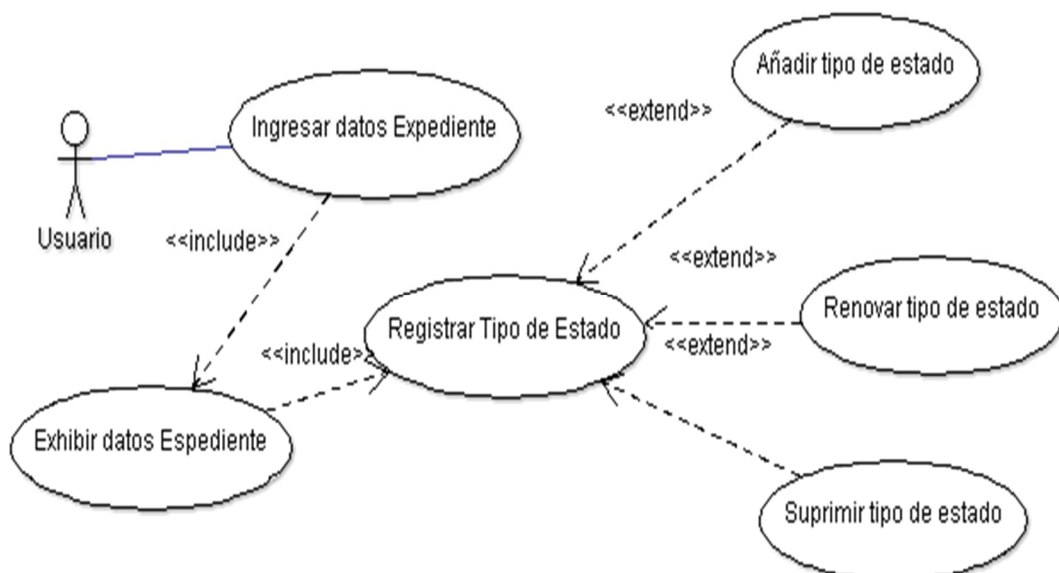 Añadir tipo de estado
<<extend>>
Ingresar datos Expediente
Usuario
<<include>>
<<extend>>
Renovar tipo de estado
Registrar Tipo de Estado
<<extend>>
<<include>>
Exhibir datos Espediente
Suprimir tipo de estado